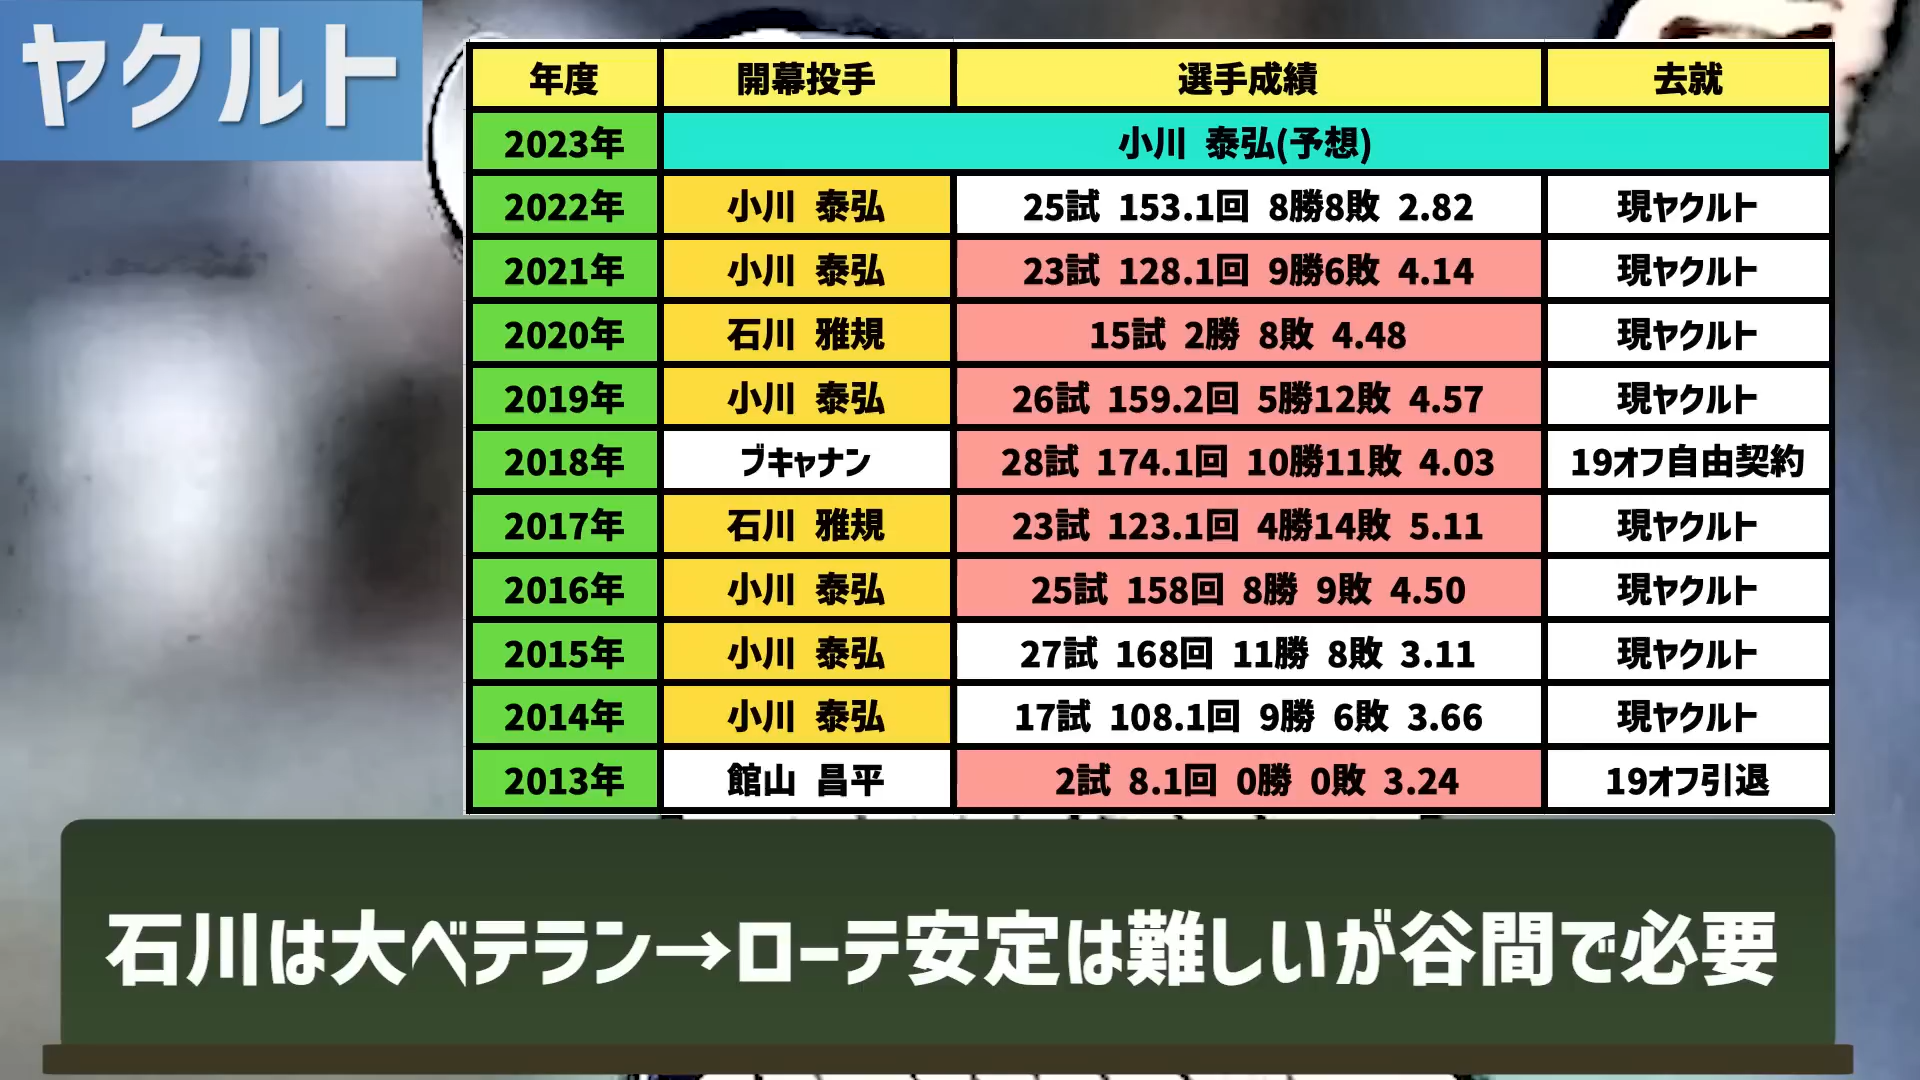 ヤクルト
年度 開幕投手 選手成績 去就
2023年 小川 泰弘(予想)
2022年 小川 泰弘 25試 153.1回 8勝8敗 2.82 現ヤクルト
2021年 小川 泰弘 23試 128.1回 9勝6敗 4.14 現ヤクルト
2020年 石川 雅規 15試 2勝 8敗 4.48 現ヤクルト
2019年 小川 泰弘 26試 159.2回 5勝12敗 4.57 現ヤクルト
2018年 ブキャナン 28試 174.1回 10勝11敗 4.03 19オフ自由契約
2017年 石川 雅規 23試 123.1回 4勝14敗 5.11 現ヤクルト
2016年 小川 泰弘 25試 158回 8勝 9敗 4.50 現ヤクルト
2015年 小川 泰弘 27試 168回 11勝 8敗 3.11 現ヤクルト
2014年 小川 泰弘 17試 108.1回 9勝 6敗 3.66 現ヤクルト
2013年 館山 昌平 2試 8.1回 0勝 0敗 3.24 19オフ引退
石川は大ベテラン→ローテ安定は難しいが谷間で必要